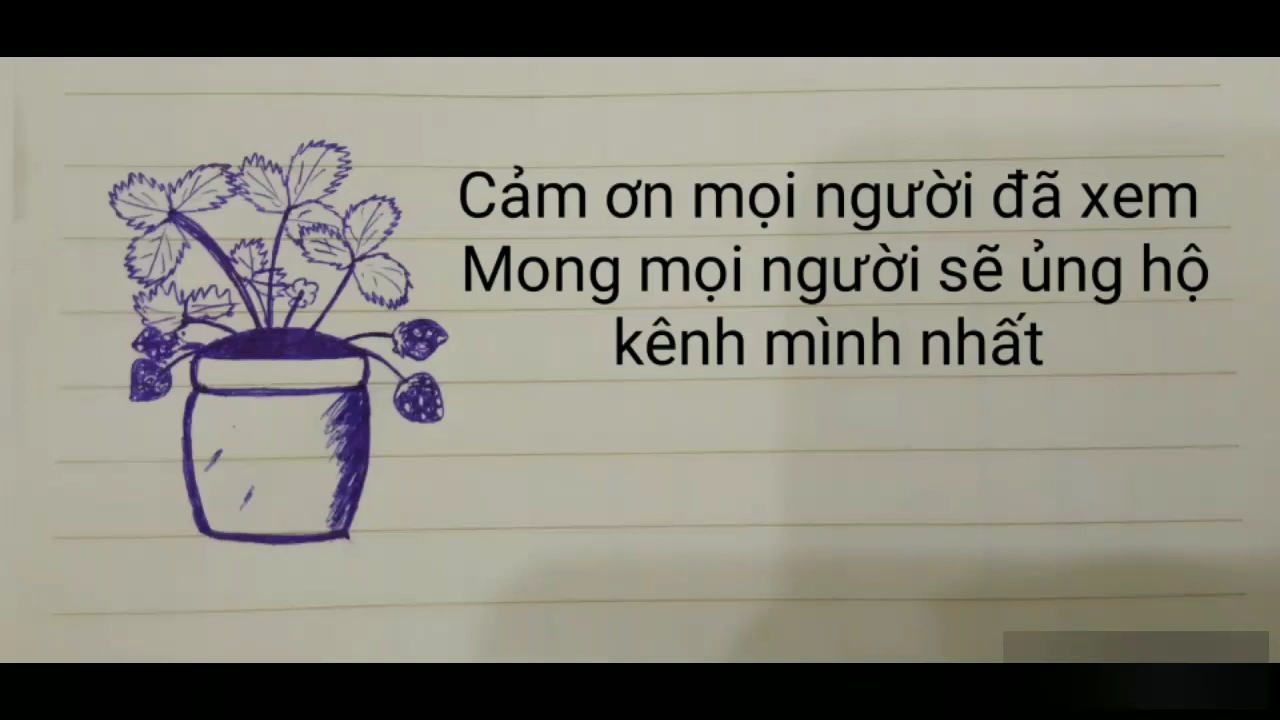 Cảm ơn mọi người đã xem
Mong mọi người sẽ ủng hộ
kênh mình nhất